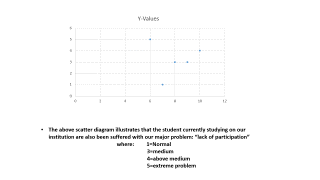 Y-Values
6
5
4
3
2
1
0
0 2 4 6 8 10 12
• The above scatter diagram illustrates that the student currently studying on our
institution are also been suffered with our major problem: "lack of participation"
where: 1=Normal
3=medium
4=above medium
5=extreme problem